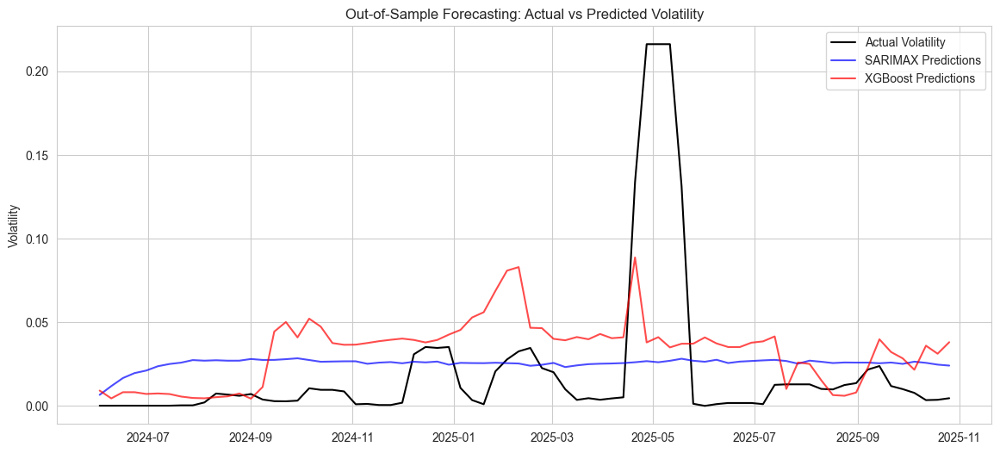 Out-of-Sample Forecasting: Actual vs Predicted Volatility
Actual Volatility
SARIMAX Predictions
XGBoost Predictions
Volatility
0.20
0.15
0.10
0.05
0.00
2024-07
2024-09
2024-11
2025-01
2025-03
2025-05
2025-07
2025-09
2025-11